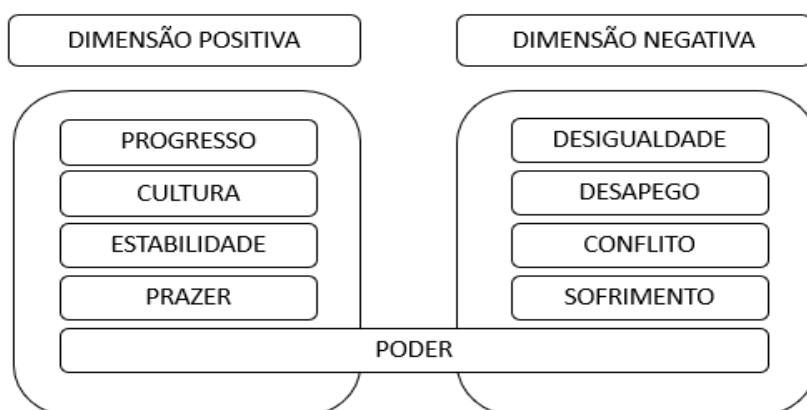 DIMENSÃO POSITIVA
PROGRESSO
CULTURA
ESTABILIDADE
PRAZER
DIMENSÃO NEGATIVA
DESIGUALDADE
DESAPEGO
CONFLITO
SOFRIMENTO
PODER